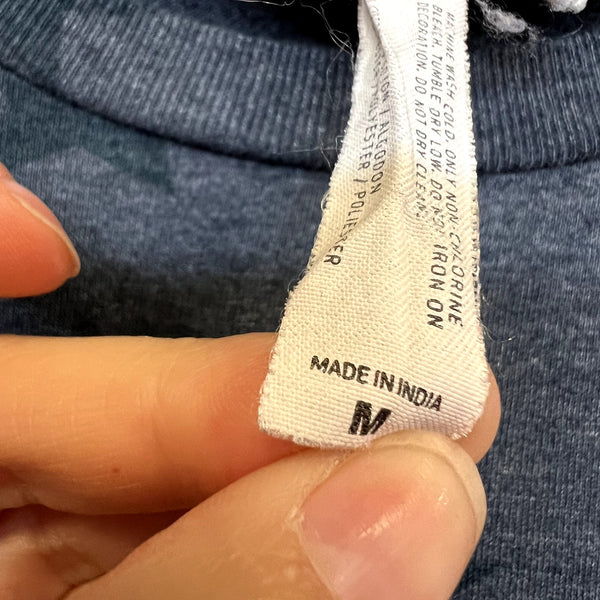 MACHINE WASH COLD. ONLY NON-CHLORINE
BLEACH. TUMBLE DRY LOW. DO NOT IRON ON
DECORATION. DO NOT DRY CLEAN.
/ ALGODON
/ POLIESTER
MADE IN INDIA
M